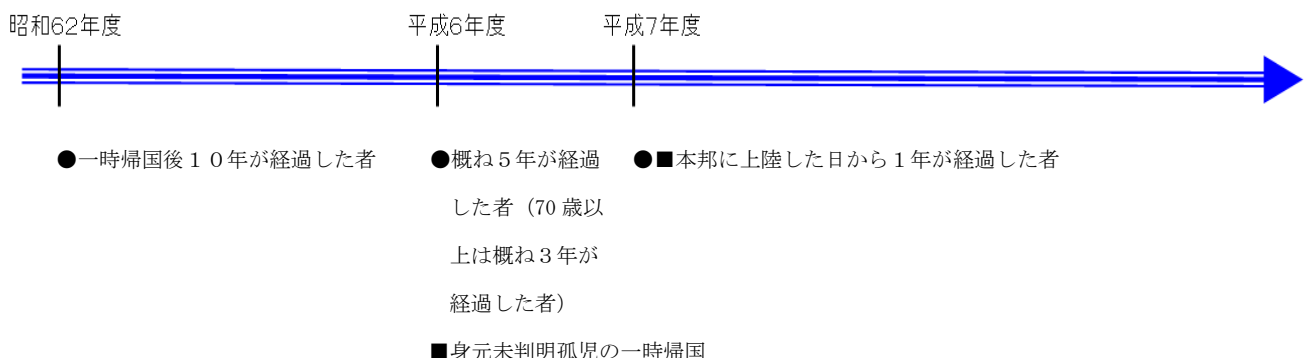 昭和62年度
平成6年度
平成7年度
●一時帰国後１０年が経過した者
●概ね５年が経過
した者（70 歳以
上は概ね３年が
経過した者）
■身元未判明孤児の一時帰国
●■本邦に上陸した日から１年が経過した者